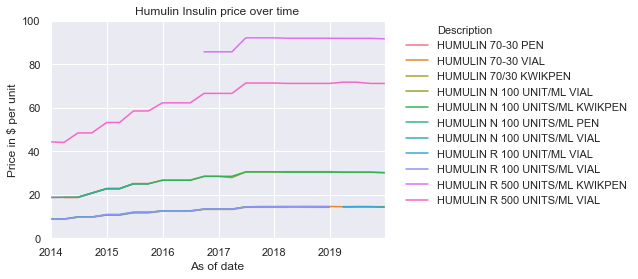 Humulin Insulin price over time
Price in $ per unit
100
80
60
40
20
0
2014 2015 2016 2017 2018 2019
As of date
Description
HUMULIN 70-30 PEN
HUMULIN 70-30 VIAL
HUMULIN 70/30 KWIKPEN
HUMULIN N 100 UNIT/ML VIAL
HUMULIN N 100 UNITS/ML KWIKPEN
HUMULIN N 100 UNITS/ML PEN
HUMULIN N 100 UNITS/ML VIAL
HUMULIN R 100 UNIT/ML VIAL
HUMULIN R 100 UNITS/ML VIAL
HUMULIN R 500 UNITS/ML KWIKPEN
HUMULIN R 500 UNITS/ML VIAL